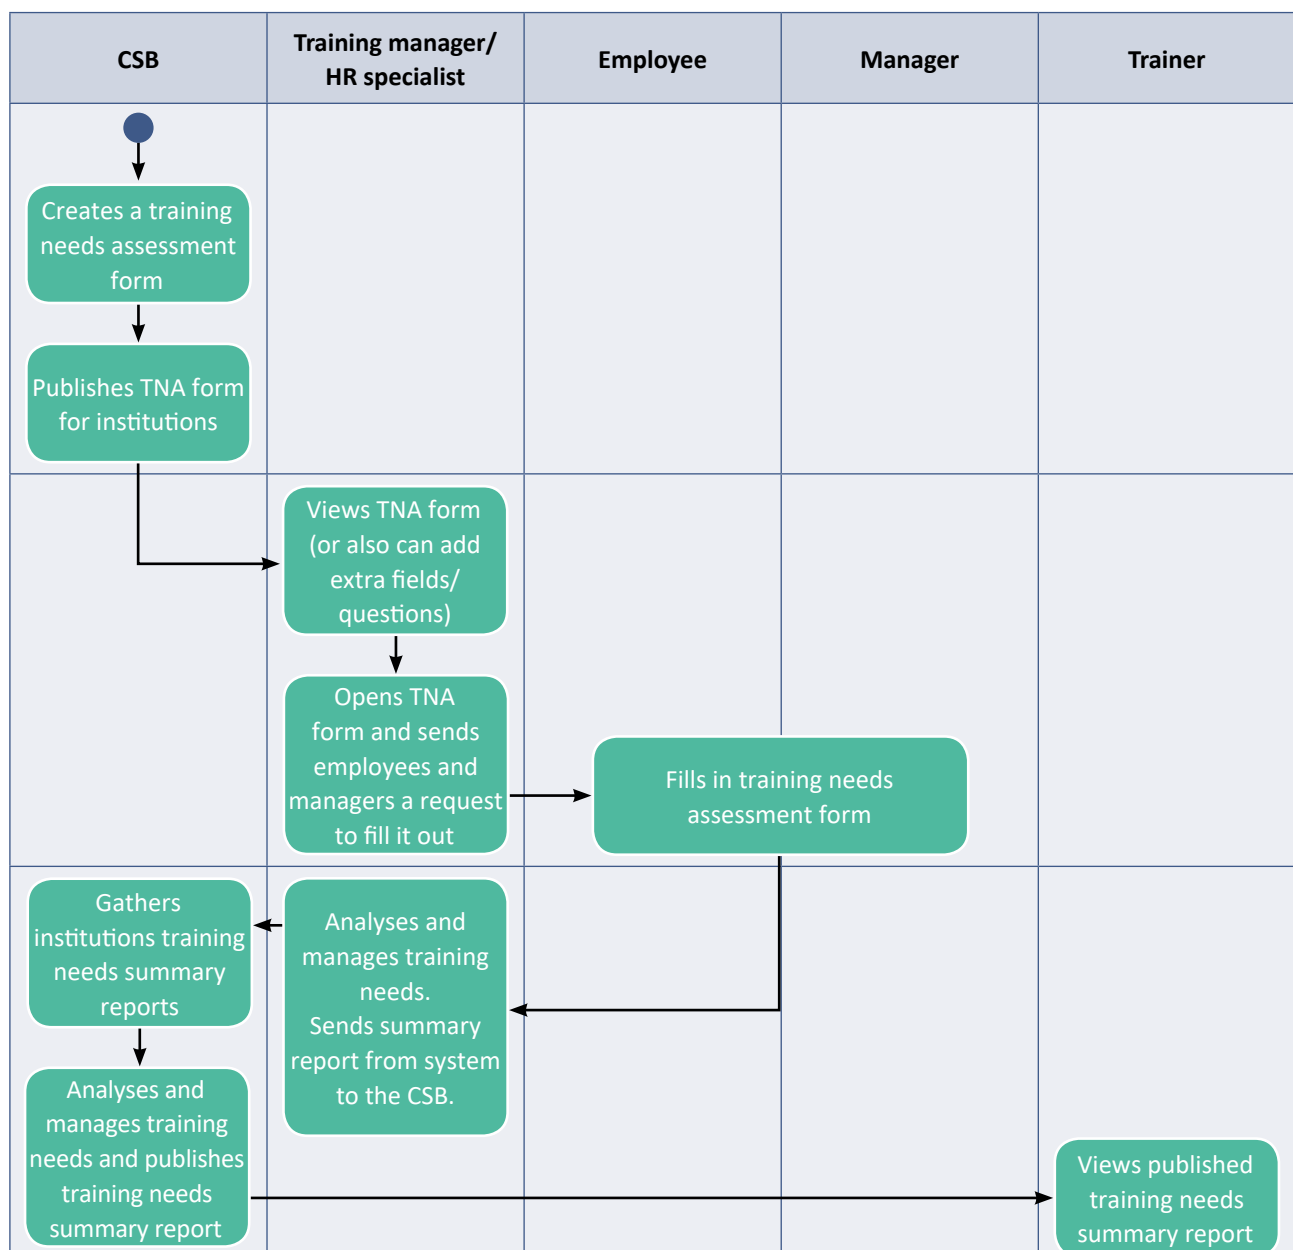 CSB
Training manager/
HR specialist
Employee
Manager
Trainer
Creates a training
needs assessment
form
Publishes TNA form
for institutions
Views TNA form
(or also can add
extra fields/
questions)
Opens TNA
form and sends
employees and
managers a request
to fill it out
Fills in training needs
assessment form
Analyses and
manages training
needs.
Sends summary
report from system
to the CSB.
Gathers
institutions training
needs summary
reports
Analyses and
manages training
needs and publishes
training needs
summary report
Views published
training needs
summary report